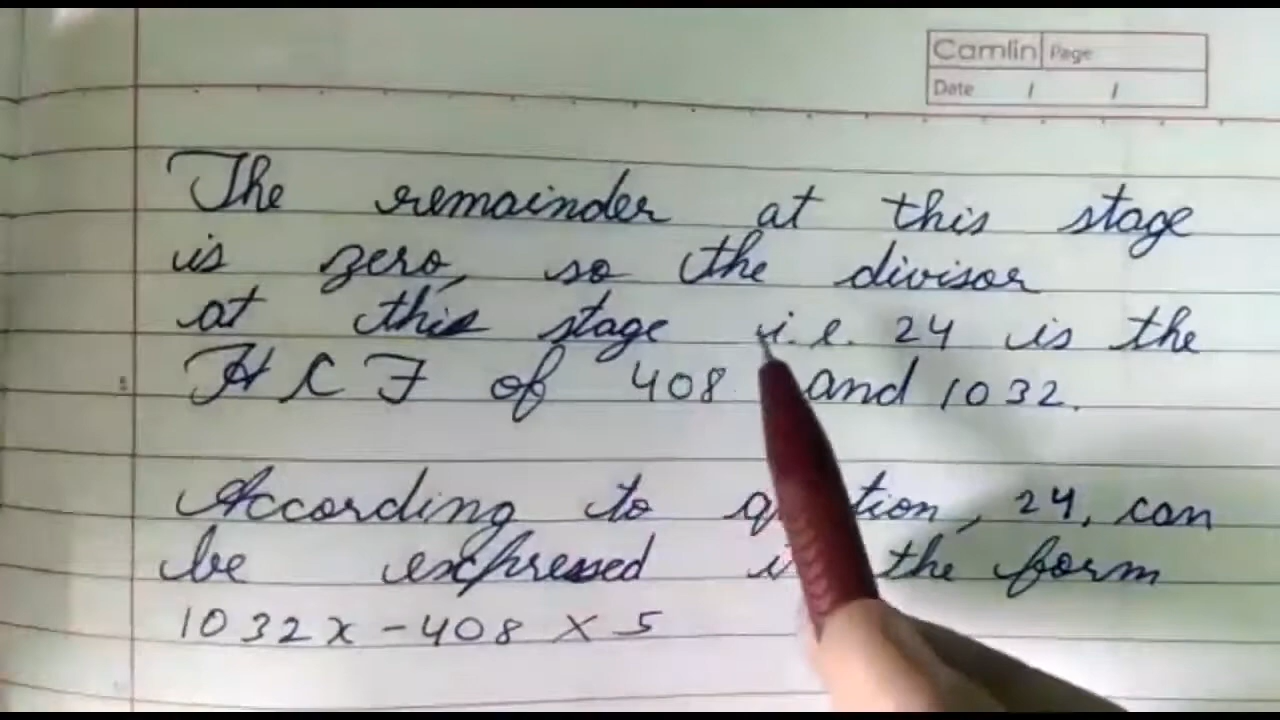 Camlin Page
Date / /
The remainder at this stage
is zero, so the divisor
at this stage i.e. 24 is the
HCF of 408 and 1032.
According to tion, 24, can
be expressed the form
1032x - 408 × 5